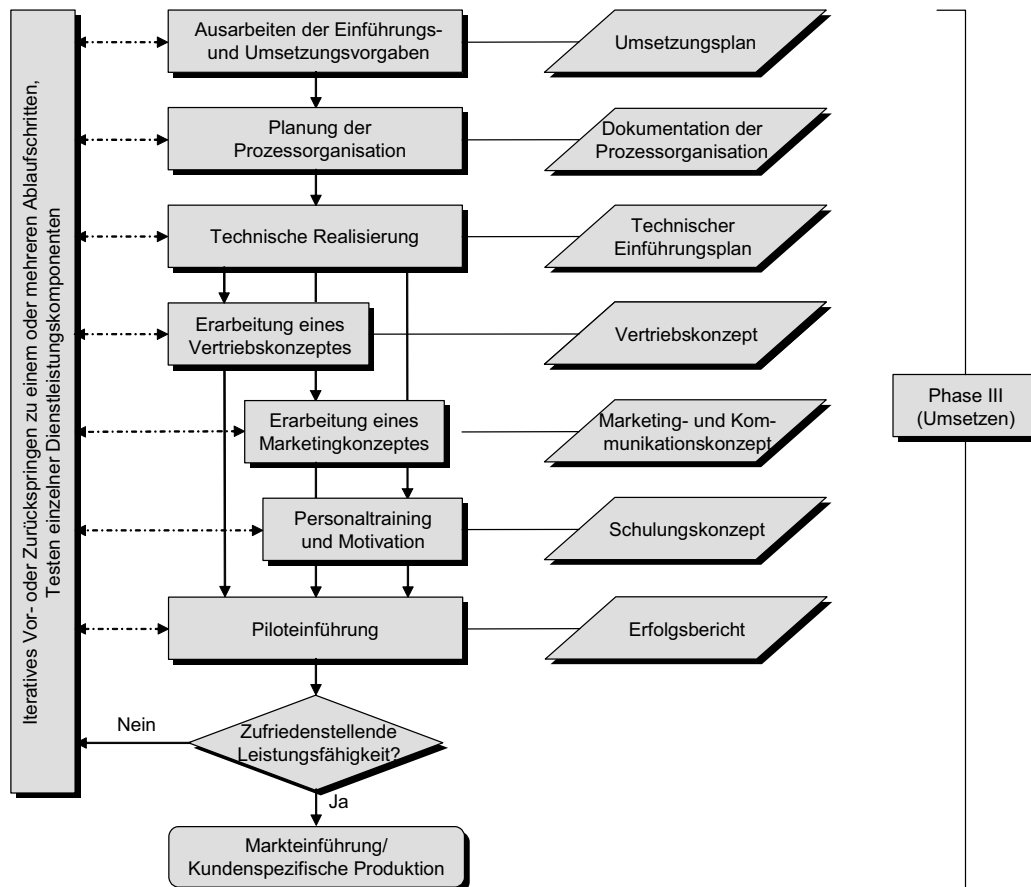 Iteratives Vor- oder Zurückspringen zu einem oder mehreren Ablaufschritten,
Testen einzelner Dienstleistungskomponenten
Ausarbeiten der Einführungs-
und Umsetzungsvorgaben
Umsetzungsplan
Planung der
Prozessorganisation
Dokumentation der
Prozessorganisation
Technische Realisierung
Technischer
Einführungsplan
Erarbeitung eines
Vertriebskonzeptes
Vertriebskonzept
Erarbeitung eines
Marketingkonzeptes
Marketing- und Kom-
munikationskonzept
Phase III
(Umsetzen)
Personaltraining
und Motivation
Schulungskonzept
Piloteinführung
Erfolgsbericht
Zufriedenstellende
Leistungsfähigkeit?
Nein
Ja
Markteinführung/
Kundenspezifische Produktion